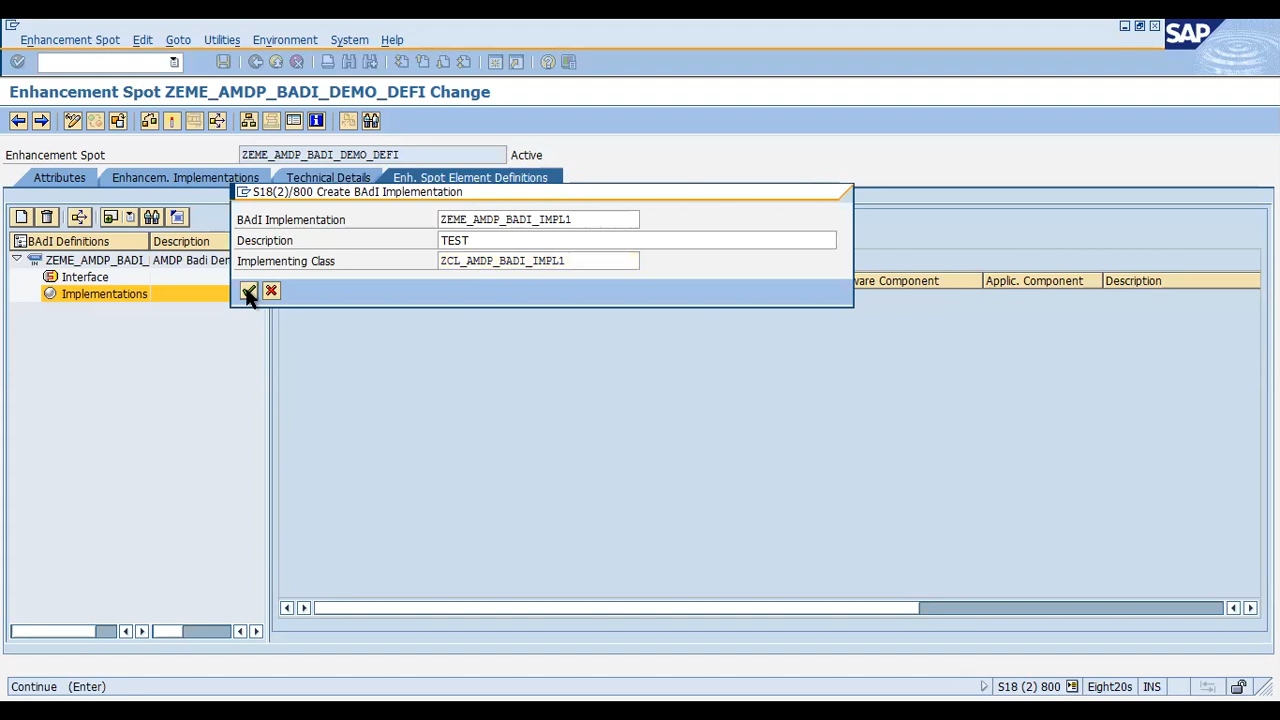 SAP
Enhancement Spot Edit Goto Utilities Environment System Help
Enhancement Spot ZEME_AMDP_BADI_DEMO_DEFI Change
Enhancement Spot ZEME_AMDP_BADI_DEMO_DEFI Active
Attributes Enhancem. Implementations Technical Details Enh. Spot Element Definitions
S18(2)/800 Create BAdI Implementation
BAdI Implementation ZEME_AMDP_BADI_IMPL1
Description TEST
Implementing Class ZCL_AMDP_BADI_IMPL1
BAdI Definitions Description
ZEME_AMDP_BADI_ AMDP Badi Den
Interface
Implementations
ware Component Applic. Component Description
Continue (Enter) S18 (2) 800 Eight20s INS